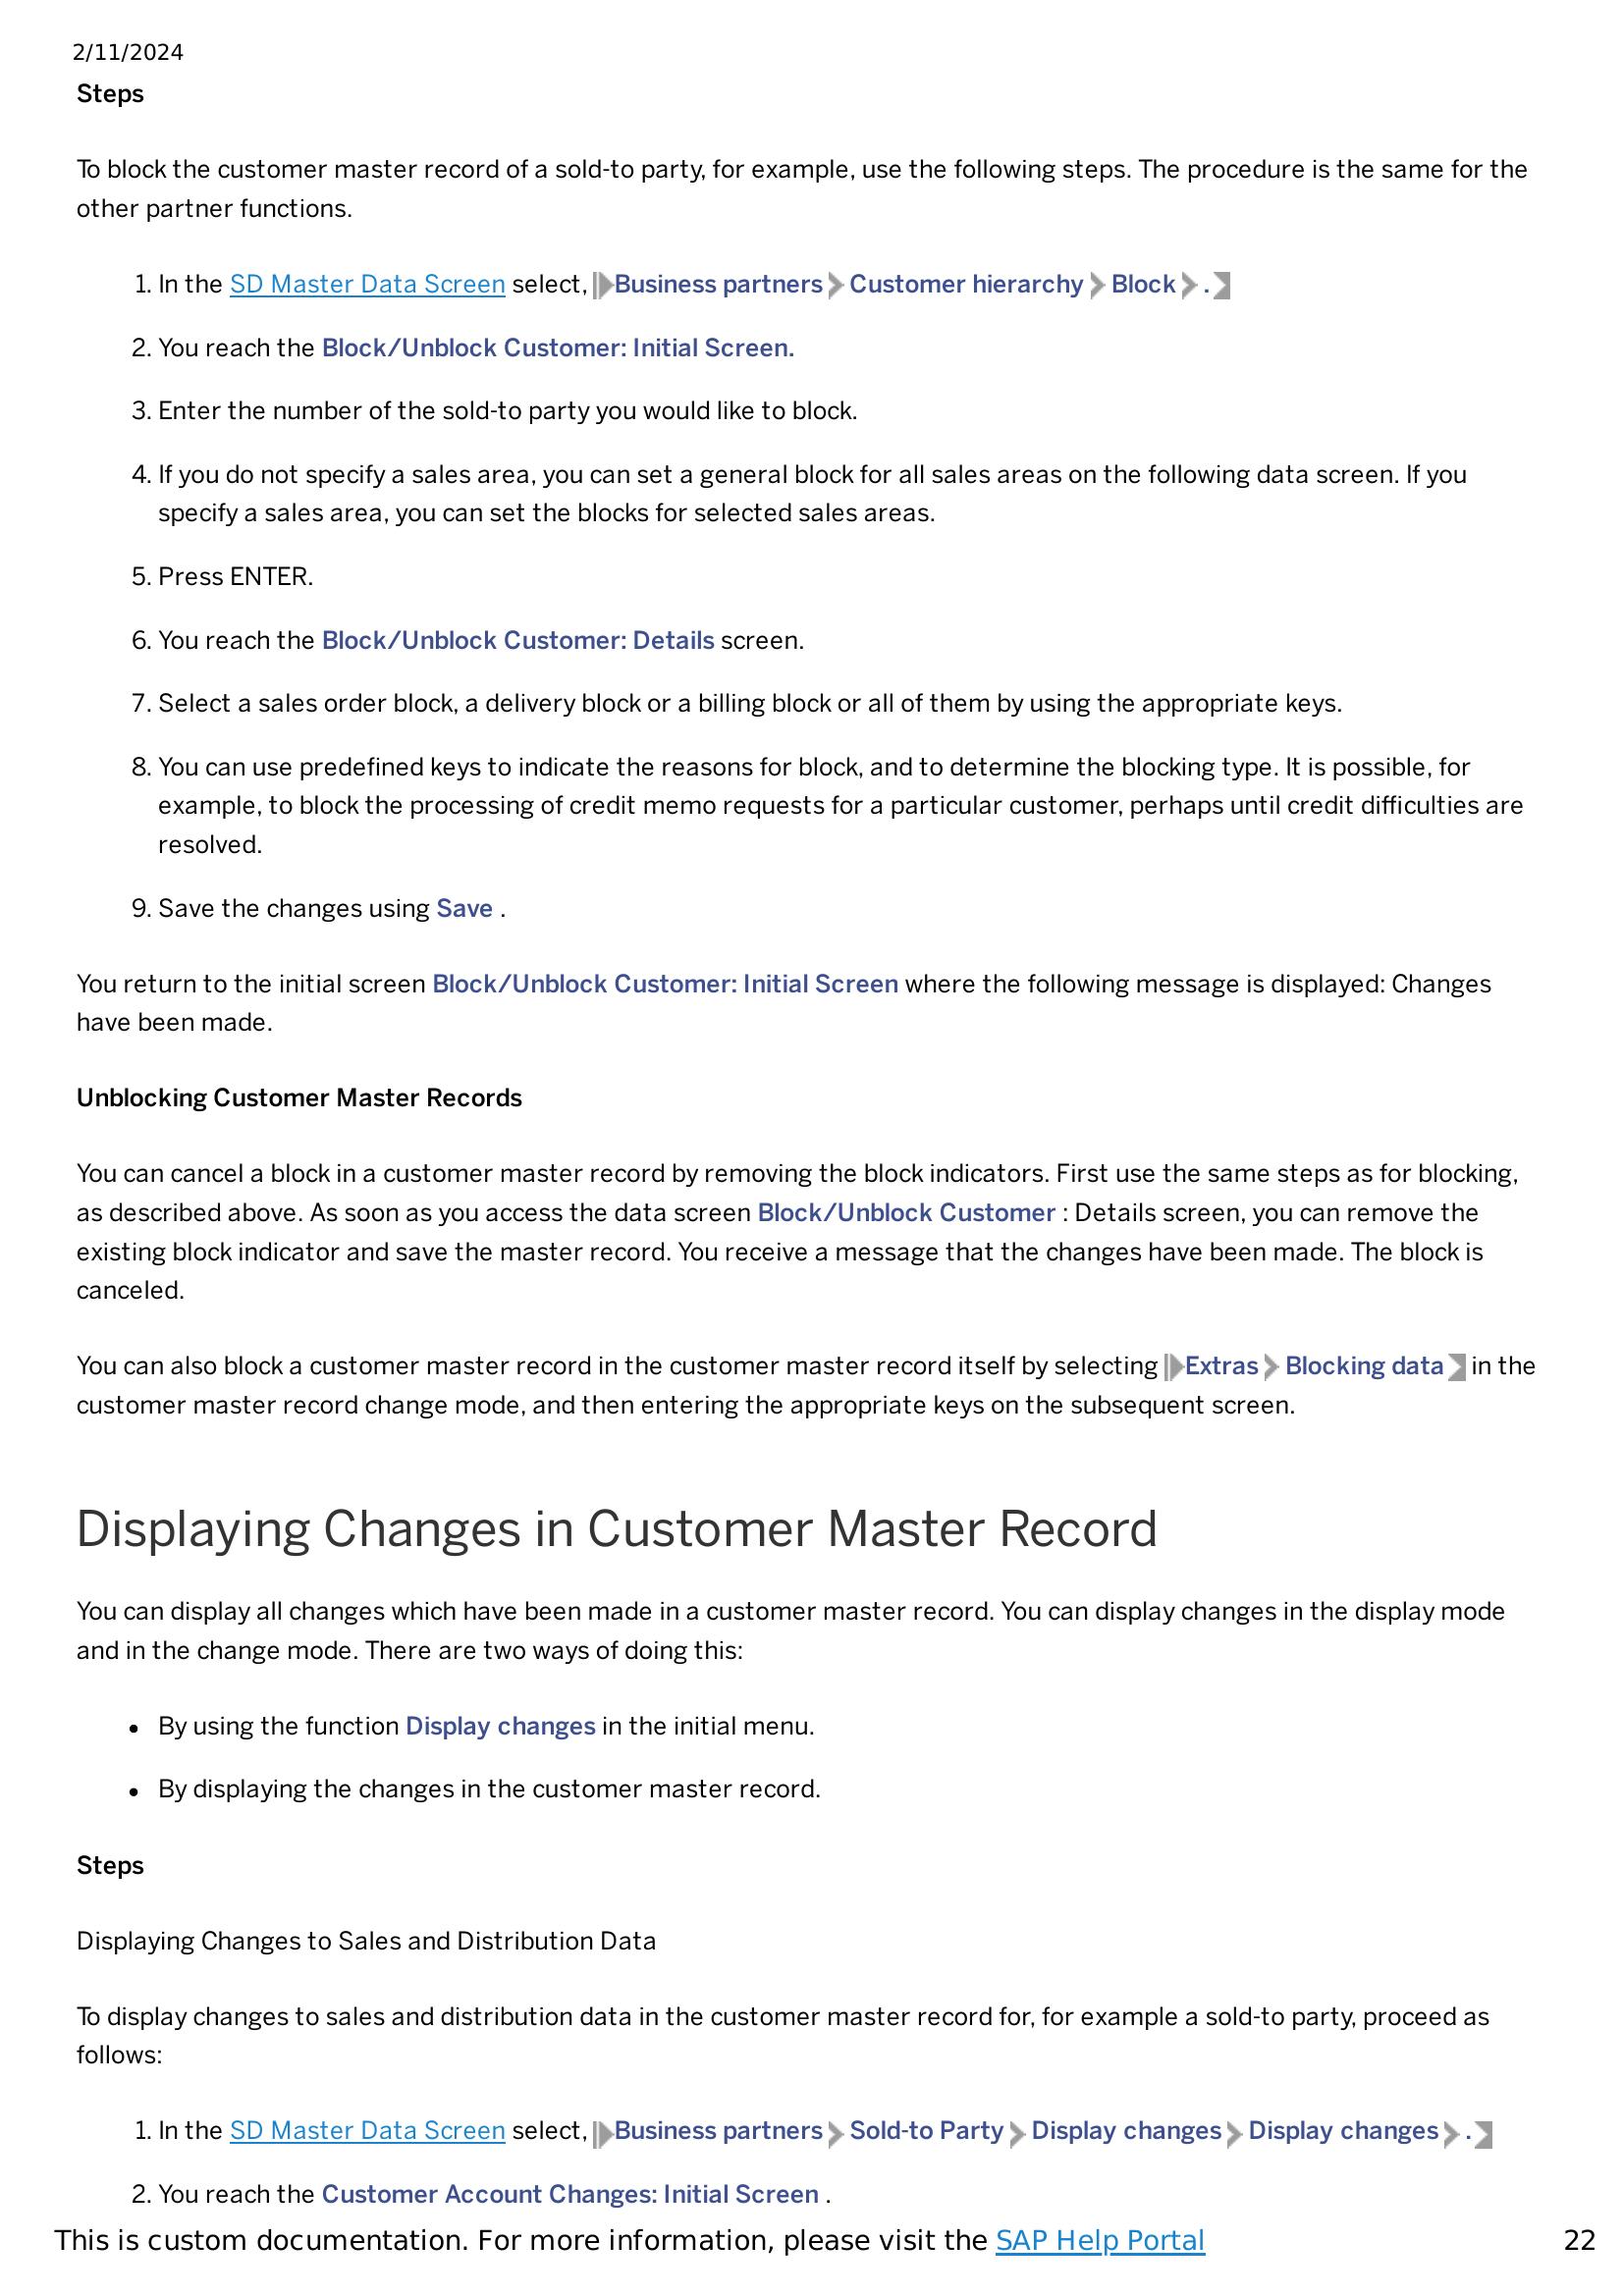 2/11/2024
Steps
To block the customer master record of a sold-to party, for example, use the following steps. The procedure is the same for the
other partner functions.
1. In the SD Master Data Screen select, Business partners Customer hierarchy Block .
2. You reach the Block/Unblock Customer: Initial Screen.
3. Enter the number of the sold-to party you would like to block.
4. If you do not specify a sales area, you can set a general block for all sales areas on the following data screen. If you
specify a sales area, you can set the blocks for selected sales areas.
5. Press ENTER.
6. You reach the Block/Unblock Customer: Details screen.
7. Select a sales order block, a delivery block or a billing block or all of them by using the appropriate keys.
8. You can use predefined keys to indicate the reasons for block, and to determine the blocking type. It is possible, for
example, to block the processing of credit memo requests for a particular customer, perhaps until credit difficulties are
resolved.
9. Save the changes using Save .
You return to the initial screen Block/Unblock Customer: Initial Screen where the following message is displayed: Changes
have been made.
Unblocking Customer Master Records
You can cancel a block in a customer master record by removing the block indicators. First use the same steps as for blocking,
as described above. As soon as you access the data screen Block/Unblock Customer : Details screen, you can remove the
existing block indicator and save the master record. You receive a message that the changes have been made. The block is
canceled.
You can also block a customer master record in the customer master record itself by selecting Extras Blocking data in the
customer master record change mode, and then entering the appropriate keys on the subsequent screen.
Displaying Changes in Customer Master Record
You can display all changes which have been made in a customer master record. You can display changes in the display mode
and in the change mode. There are two ways of doing this:
• By using the function Display changes in the initial menu.
• By displaying the changes in the customer master record.
Steps
Displaying Changes to Sales and Distribution Data
To display changes to sales and distribution data in the customer master record for, for example a sold-to party, proceed as
follows:
1. In the SD Master Data Screen select, Business partners Sold-to Party Display changes Display changes .
2. You reach the Customer Account Changes: Initial Screen .
This is custom documentation. For more information, please visit the SAP Help Portal 22